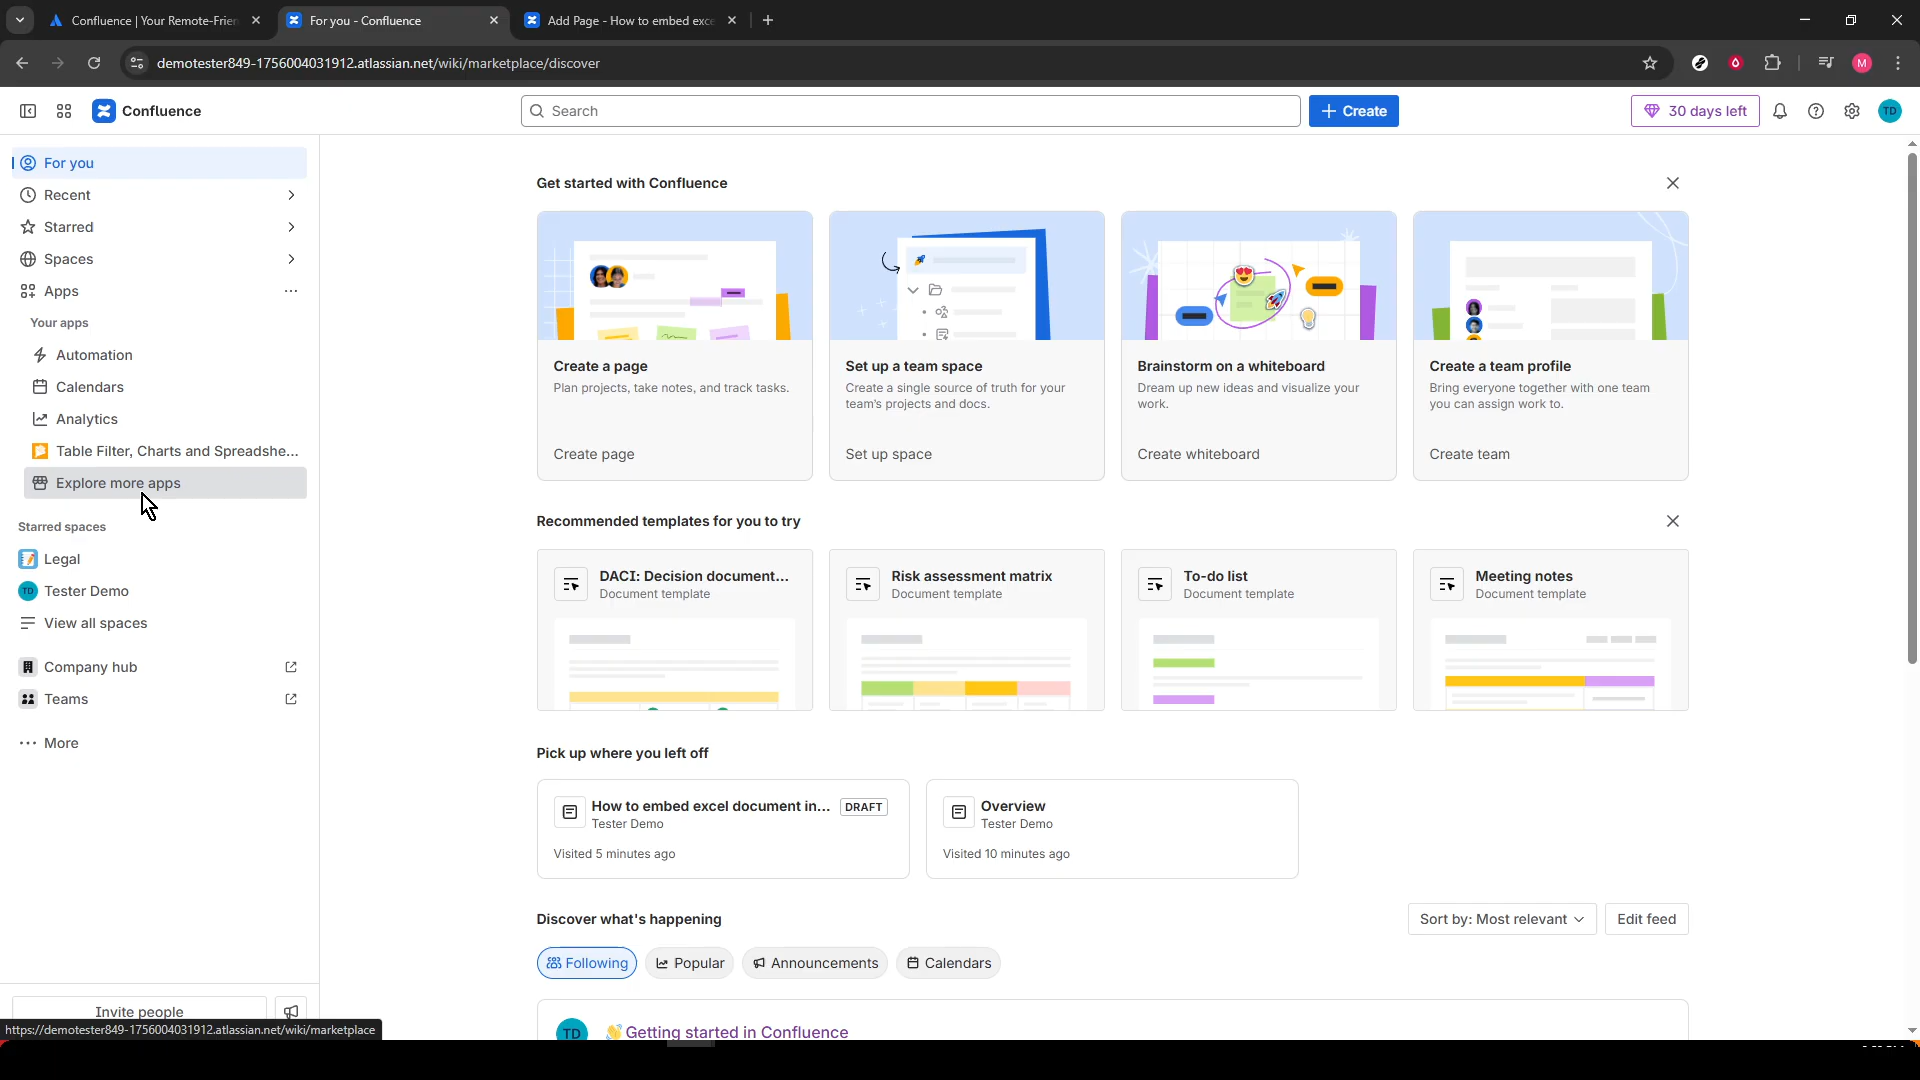 Confluence | Your Remote-Frien
For you - Confluence
Add Page - How to embed exce
demotester849-1756004031912.atlassian.net/wiki/marketplace/discover
M
Confluence
Search
Create
30 days left
TD
For you
Recent
Starred
Spaces
Apps
Your apps
Automation
Calendars
Analytics
Table Filter, Charts and Spreadshe...
Explore more apps
Starred spaces
Legal
TD Tester Demo
View all spaces
Company hub
Teams
More
Invite people
https://demotester849-1756004031912.atlassian.net/wiki/marketplace
Get started with Confluence
Create a page
Plan projects, take notes, and track tasks.
Create page
Set up a team space
Create a single source of truth for your
team's projects and docs.
Set up space
Brainstorm on a whiteboard
Dream up new ideas and visualize your
work.
Create whiteboard
Create a team profile
Bring everyone together with one team
you can assign work to.
Create team
Recommended templates for you to try
DACI: Decision document...
Document template
Risk assessment matrix
Document template
To-do list
Document template
Meeting notes
Document template
Pick up where you left off
How to embed excel document in... DRAFT
Tester Demo
Visited 5 minutes ago
Overview
Tester Demo
Visited 10 minutes ago
Discover what's happening
Sort by: Most relevant
Edit feed
Following
Popular
Announcements
Calendars
TD
👋 Getting started in Confluence